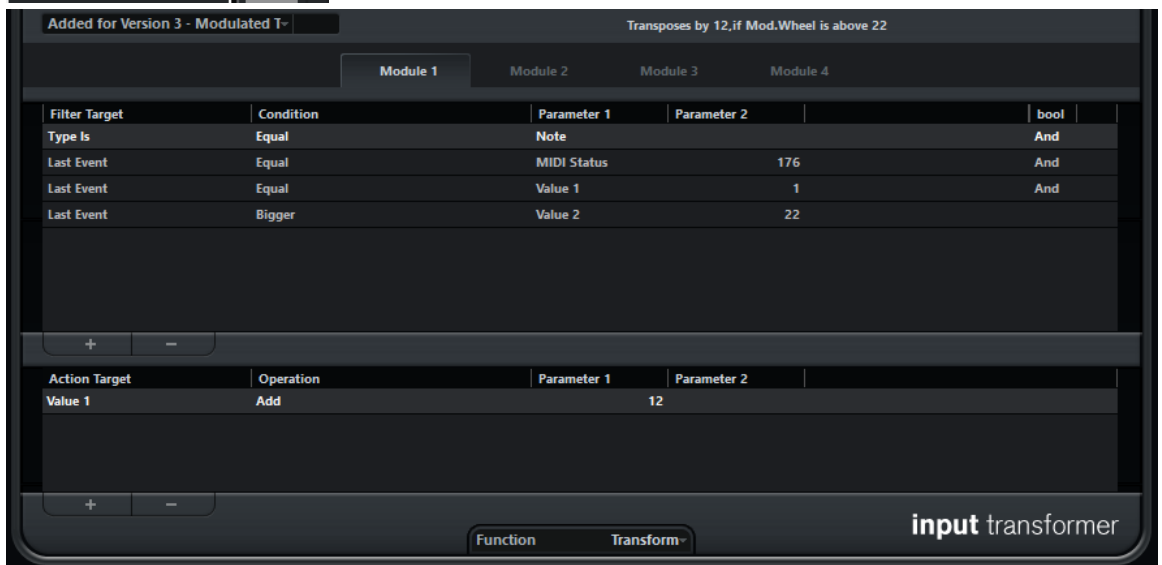 Added for Version 3 - Modulated T
Transposes by 12,if Mod.Wheel is above 22
Module 1 Module 2 Module 3 Module 4
Filter Target Condition Parameter 1 Parameter 2 bool
Type Is Equal Note And
Last Event Equal MIDI Status 176 And
Last Event Equal Value 1 1 And
Last Event Bigger Value 2 22
+ −
Action Target Operation Parameter 1 Parameter 2
Value 1 Add 12
+ −
input transformer
Function Transform